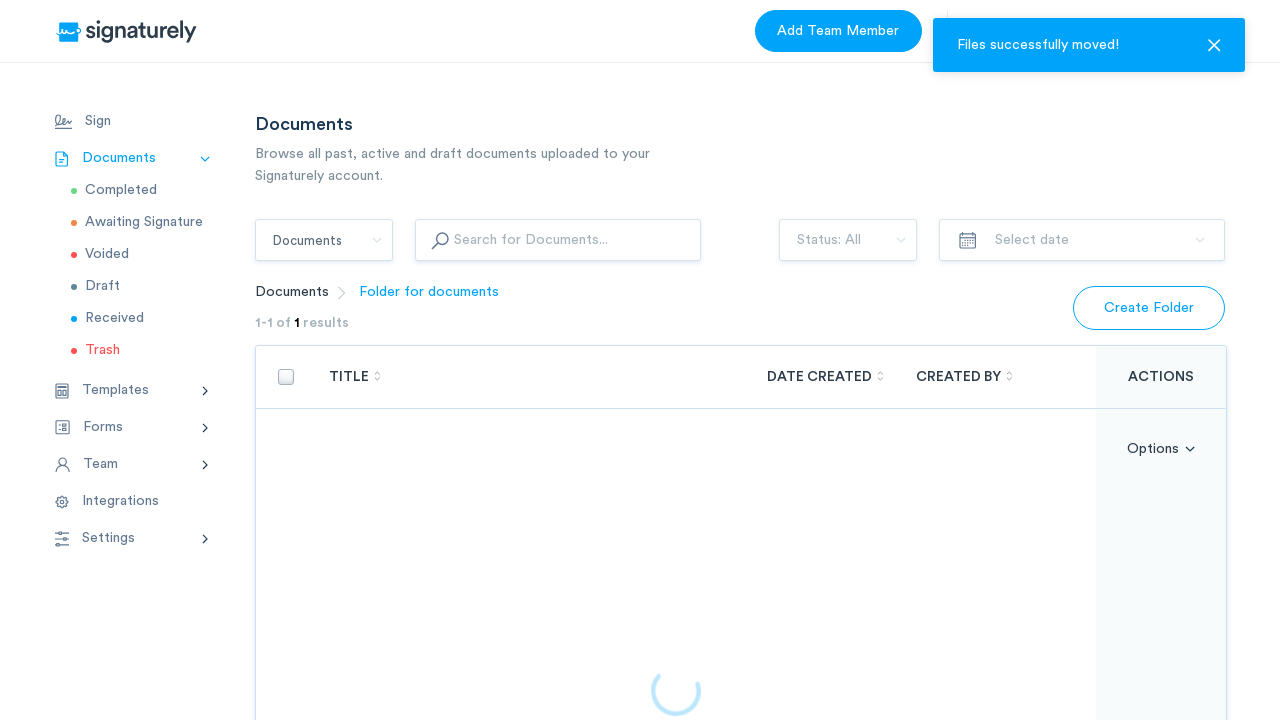 signaturely
Add Team Member
Files successfully moved!
Sign
Documents
Completed
Awaiting Signature
Voided
Draft
Received
Trash
Templates
Forms
Team
Integrations
Settings
Documents
Browse all past, active and draft documents uploaded to your
Signaturely account.
Documents
Search for Documents...
Status: All
Select date
Documents
Folder for documents
1-1 of 1 results
Create Folder
TITLE
DATE CREATED
CREATED BY
ACTIONS
Options